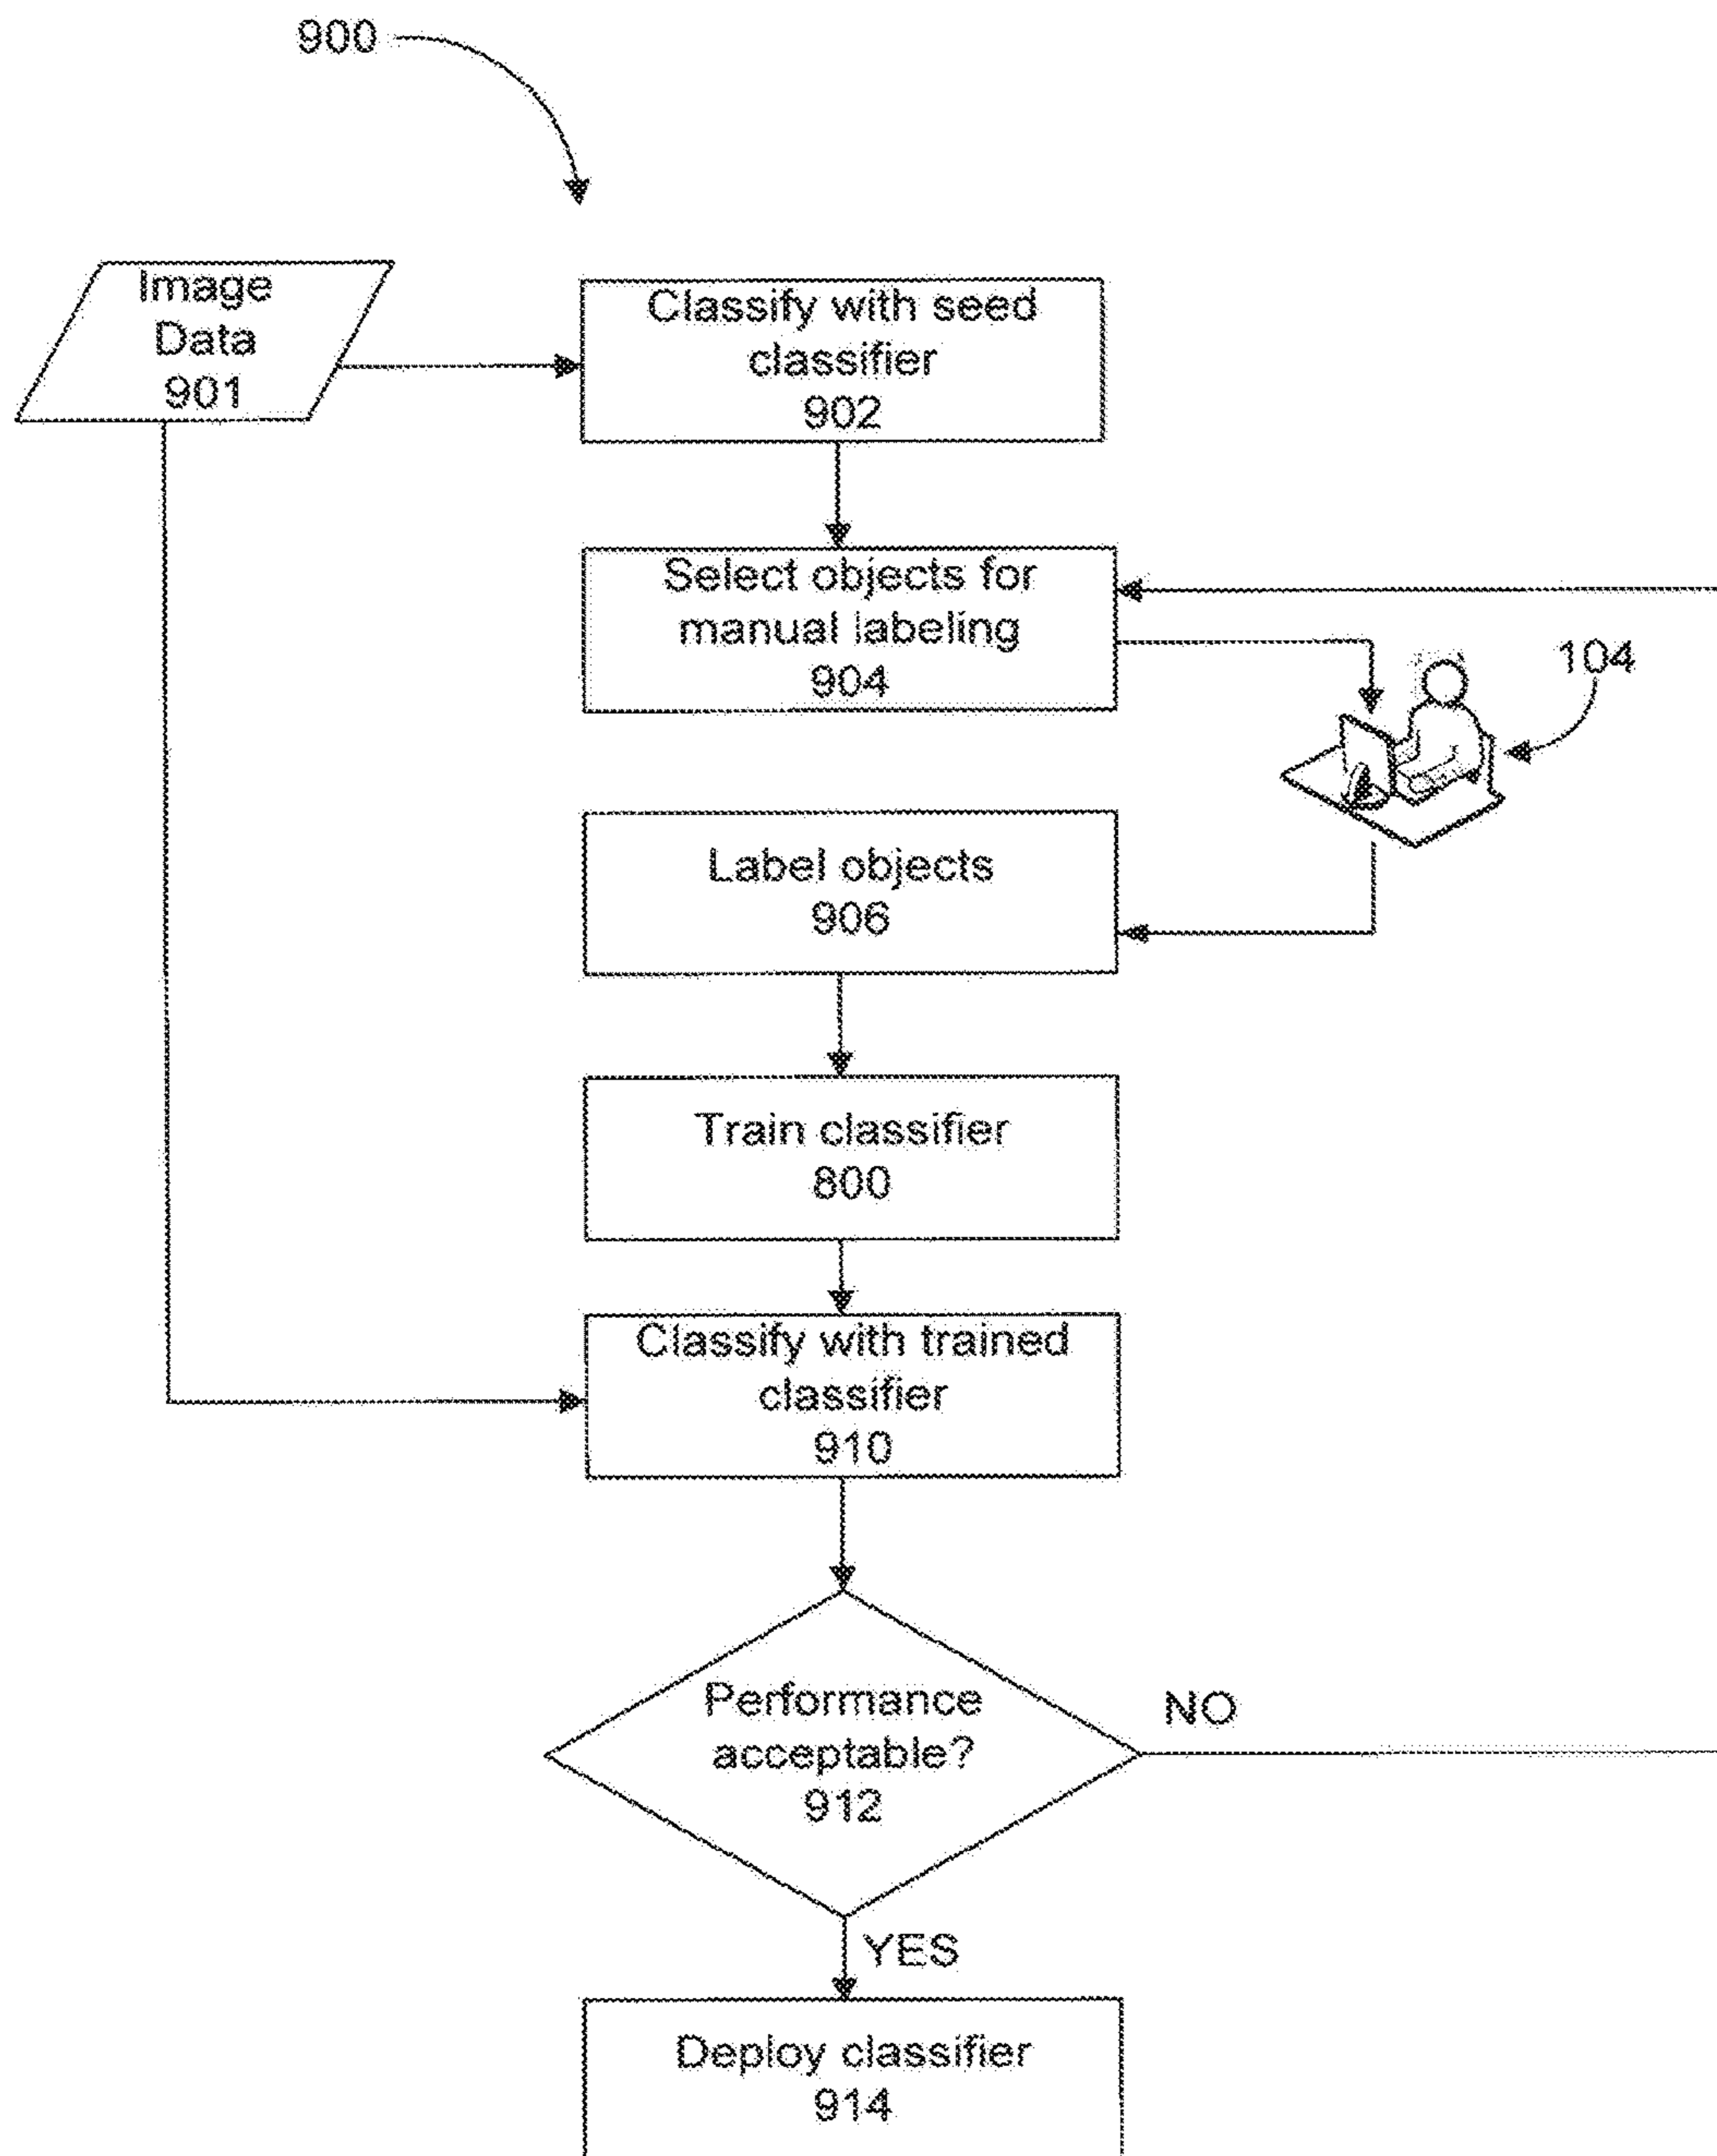 900
Image
Data
901
Classify with seed
classifier
902
Select objects for
manual labeling
904
104
Label objects
906
Train classifier
800
Classify with trained
classifier
910
Performance
acceptable?
912
NO
YES
Deploy classifier
914